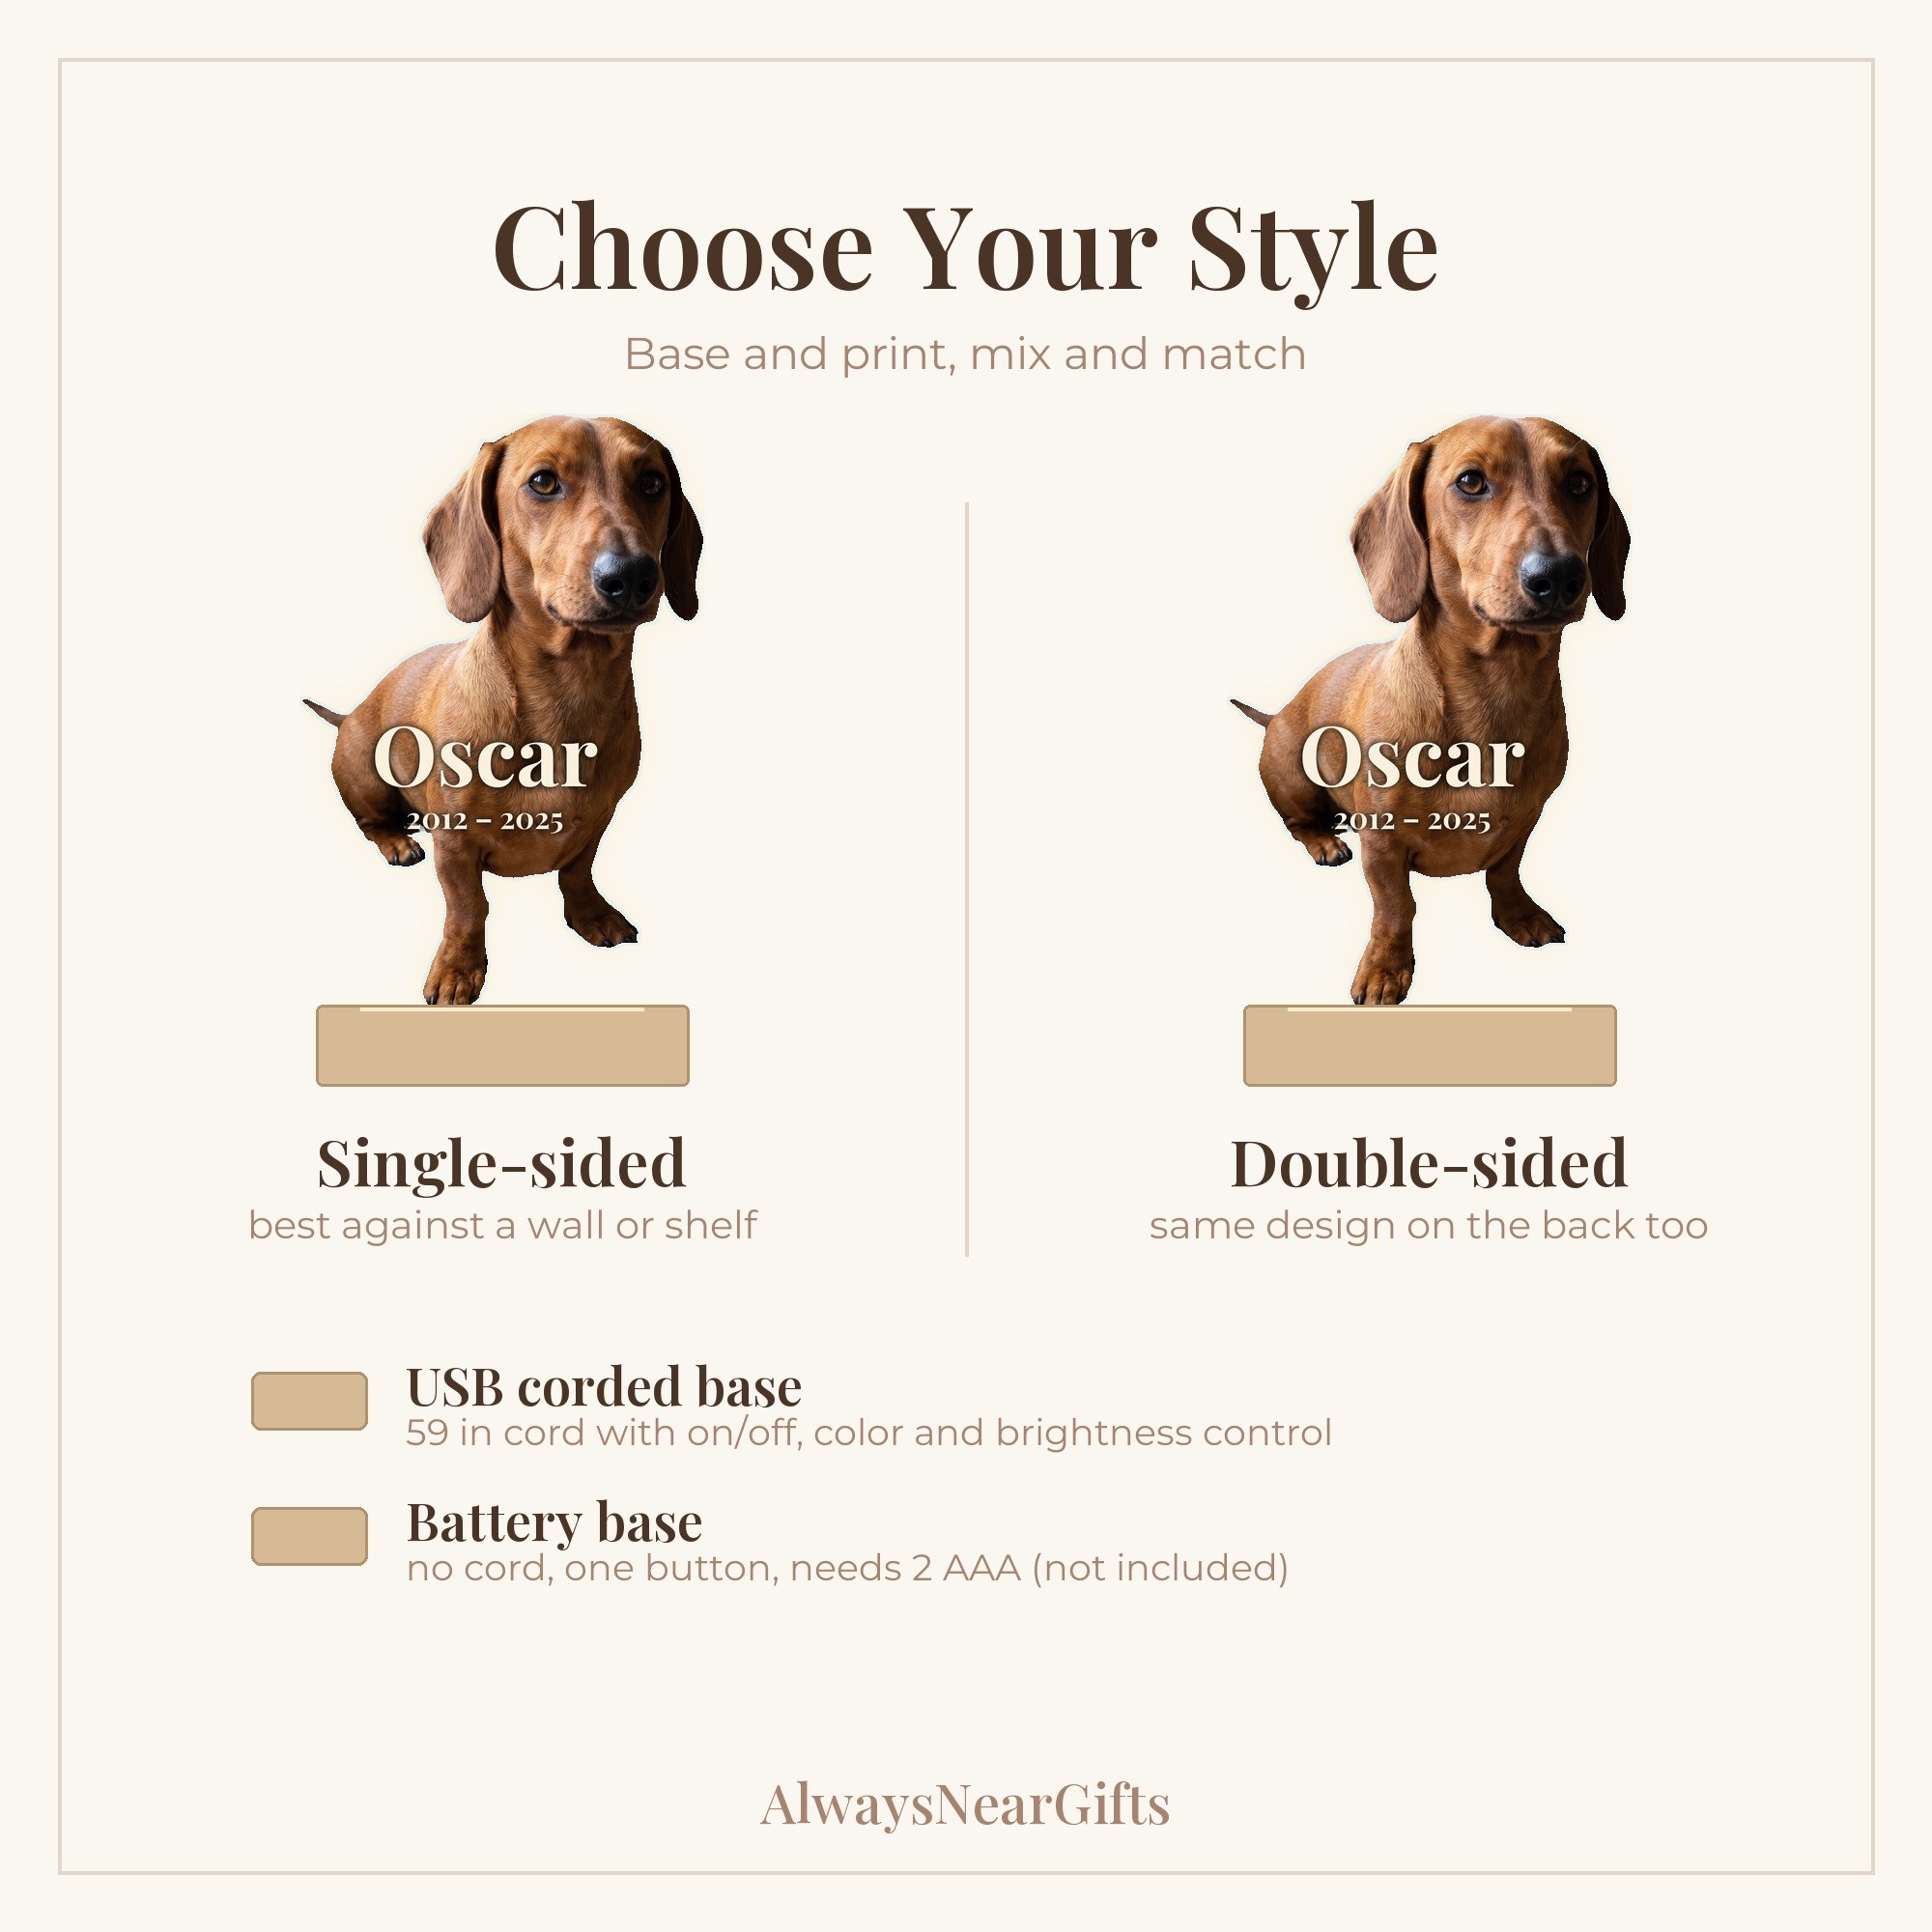 Choose Your Style
Base and print, mix and match
Oscar
2012 – 2025
Oscar
2012 – 2025
Single-sided
best against a wall or shelf
Double-sided
same design on the back too
USB corded base
59 in cord with on/off, color and brightness control
Battery base
no cord, one button, needs 2 AAA (not included)
AlwaysNearGifts